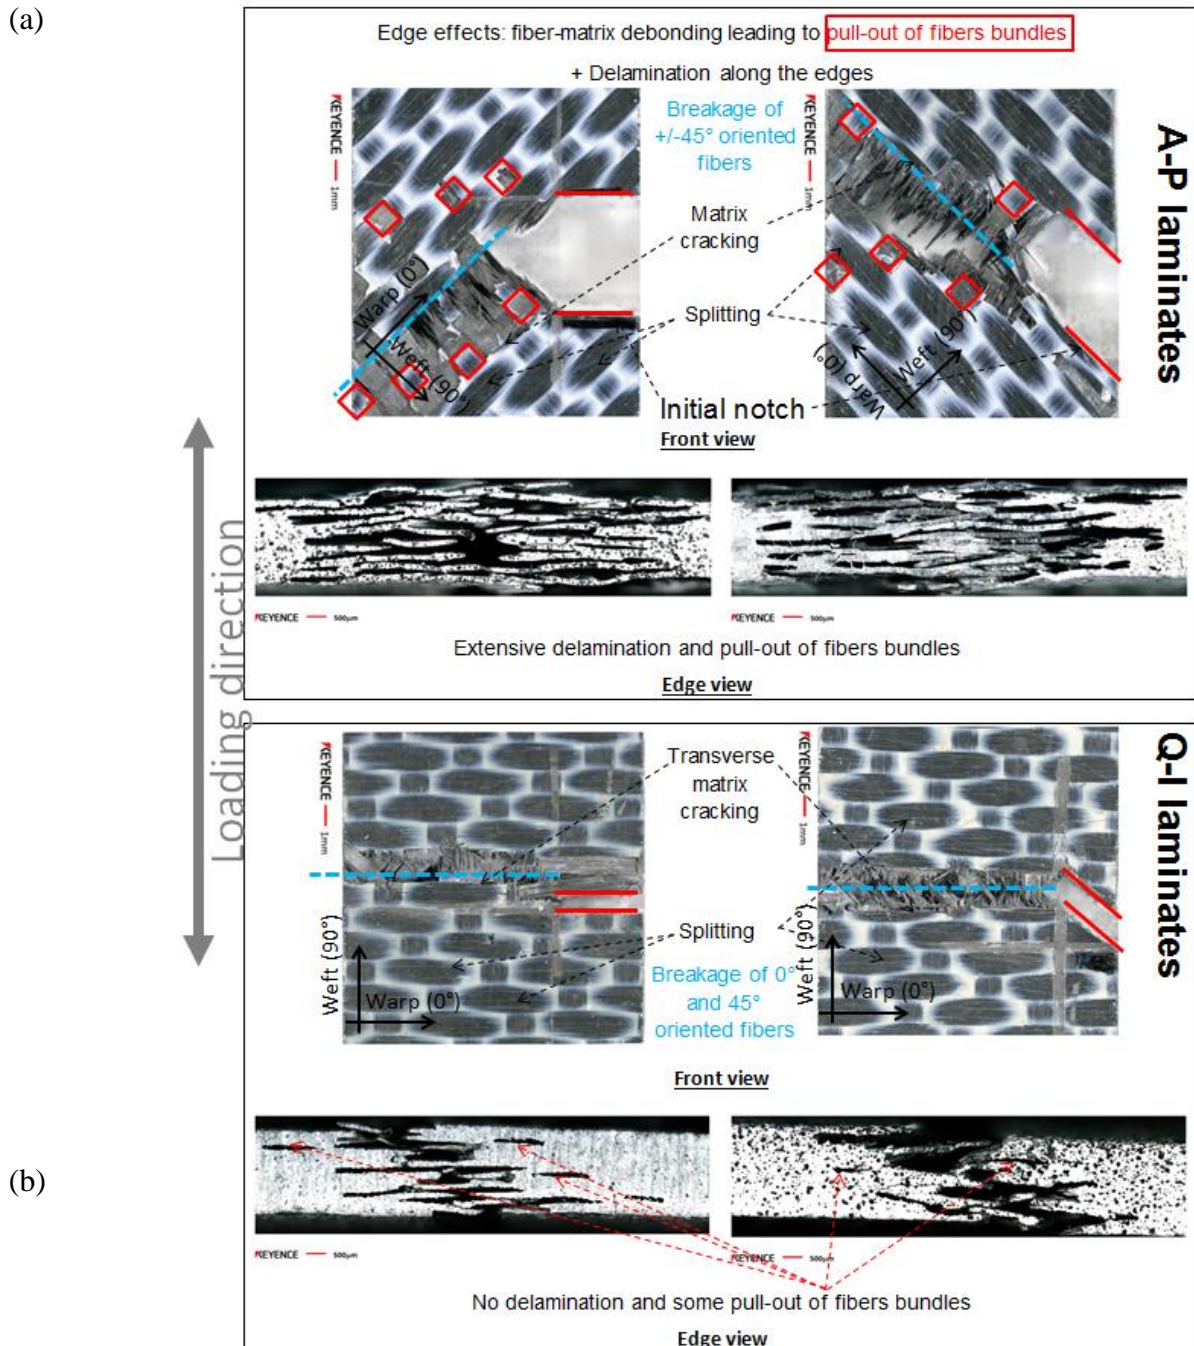 (a)
Edge effects: fiber-matrix debonding leading to pull-out of fibers bundles
+ Delamination along the edges
KEYENCE 1mm
Breakage of
+/-45° oriented
fibers
KEYENCE 1mm
A-P laminates
Matrix
cracking
Warp (0°)
Weft (90°)
Splitting
Warp (0°)
Weft (90°)
Initial notch
Front view
Loading direction
KEYENCE 500µm
KEYENCE 500µm
Extensive delamination and pull-out of fibers bundles
Edge view
KEYENCE 1mm
Transverse
matrix
cracking
KEYENCE 1mm
Q-I laminates
Weft (90°)
Warp (0°)
Splitting
Breakage of 0°
and 45°
oriented fibers
Weft (90°)
Warp (0°)
Front view
(b)
KEYENCE 500µm
KEYENCE 500µm
No delamination and some pull-out of fibers bundles
Edge view